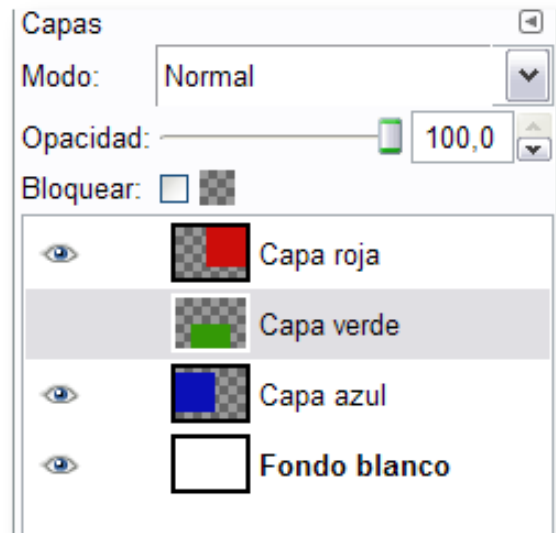 Capas
Modo: Normal
Opacidad: 100,0
Bloquear:
Capa roja
Capa verde
Capa azul
Fondo blanco